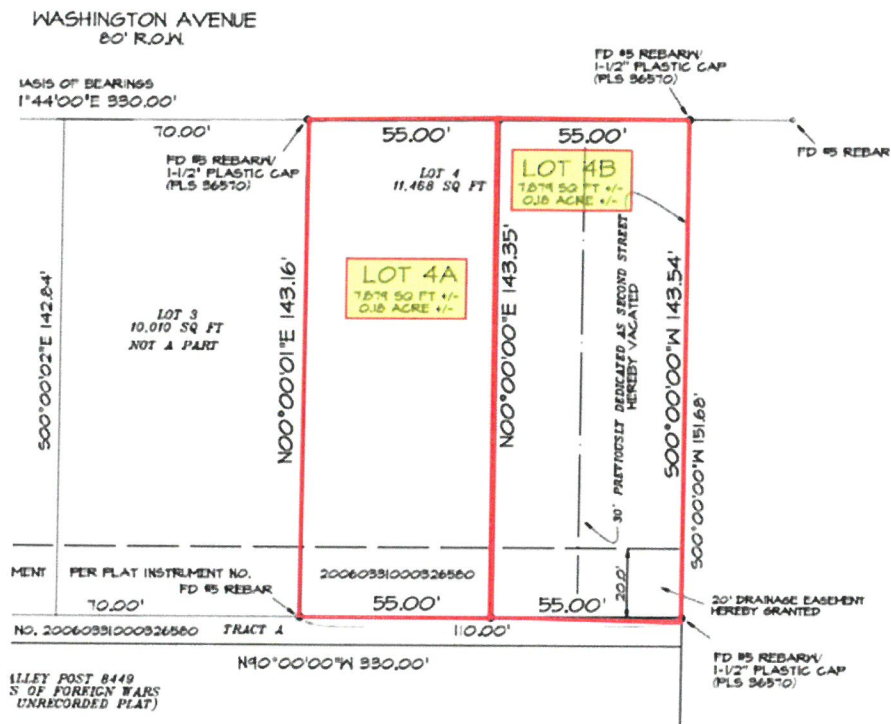 WASHINGTON AVENUE
80' R.O.W.
FD #5 REBARW/
1-1/2" PLASTIC CAP
(PLS 36570)
BASIS OF BEARINGS
1°44'00"E 330.00'
70.00'
55.00'
55.00'
FD #5 REBAR
FD #5 REBARW/
1-1/2" PLASTIC CAP
(PLS 36570)
LOT 4
11,468 SQ FT
LOT 4B
7,879 SQ FT +/-
0.18 ACRE +/-
LOT 4A
7,879 SQ FT +/-
0.18 ACRE +/-
LOT 3
10,010 SQ FT
NOT A PART
S00°00'02"E 142.84'
N00°00'01"E 143.16'
N00°00'00"E 143.35'
30' PREVIOUSLY DEDICATED AS SECOND STREET
HEREBY VACATED
S00°00'00"W 143.54'
S00°00'00"W 151.68'
MENT PER PLAT INSTRUMENT NO. 200603310000326580
20.0'
20' DRAINAGE EASEMENT
HEREBY GRANTED
FD #5 REBAR
70.00'
55.00'
55.00'
NO. 200603310000326580 TRACT A
110.00'
N90°00'00"W 330.00'
FD #5 REBARW/
1-1/2" PLASTIC CAP
(PLS 36570)
ALLEY POST 8449
S OF FOREIGN WARS
UNRECORDED PLAT)